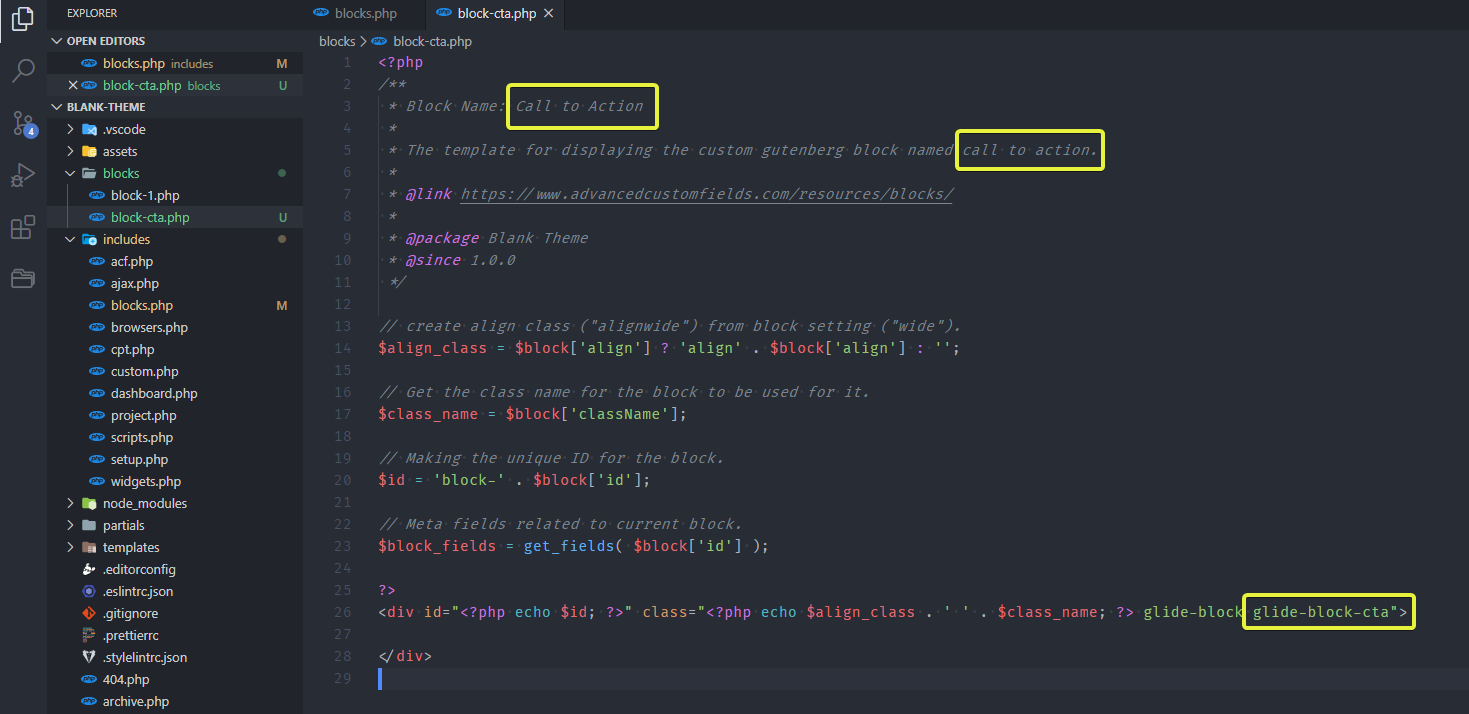 EXPLORER
OPEN EDITORS
blocks.php includes M
block-cta.php blocks U
BLANK-THEME
.vscode
assets
blocks
block-1.php
block-cta.php U
includes
acf.php
ajax.php
blocks.php M
browsers.php
cpt.php
custom.php
dashboard.php
project.php
scripts.php
setup.php
widgets.php
node_modules
partials
templates
.editorconfig
.eslintrc.json
.gitignore
.prettierrc
.stylelintrc.json
404.php
archive.php
4
blocks.php
block-cta.php
blocks > block-cta.php
1 <?php
2 /**
3 * Block Name: Call to Action
4 *
5 * The template for displaying the custom gutenberg block named call to action.
6 *
7 * @link https://www.advancedcustomfields.com/resources/blocks/
8 *
9 * @package Blank Theme
10 * @since 1.0.0
11 */
12
13 // create align class ("alignwide") from block setting ("wide").
14 $align_class = $block['align'] ? 'align' . $block['align'] : '';
15
16 // Get the class name for the block to be used for it.
17 $class_name = $block['className'];
18
19 // Making the unique ID for the block.
20 $id = 'block-' . $block['id'];
21
22 // Meta fields related to current block.
23 $block_fields = get_fields( $block['id'] );
24
25 ?>
26 <div id="<?php echo $id; ?>" class="<?php echo $align_class . ' ' . $class_name; ?> glide-block glide-block-cta">
27
28 </div>
29